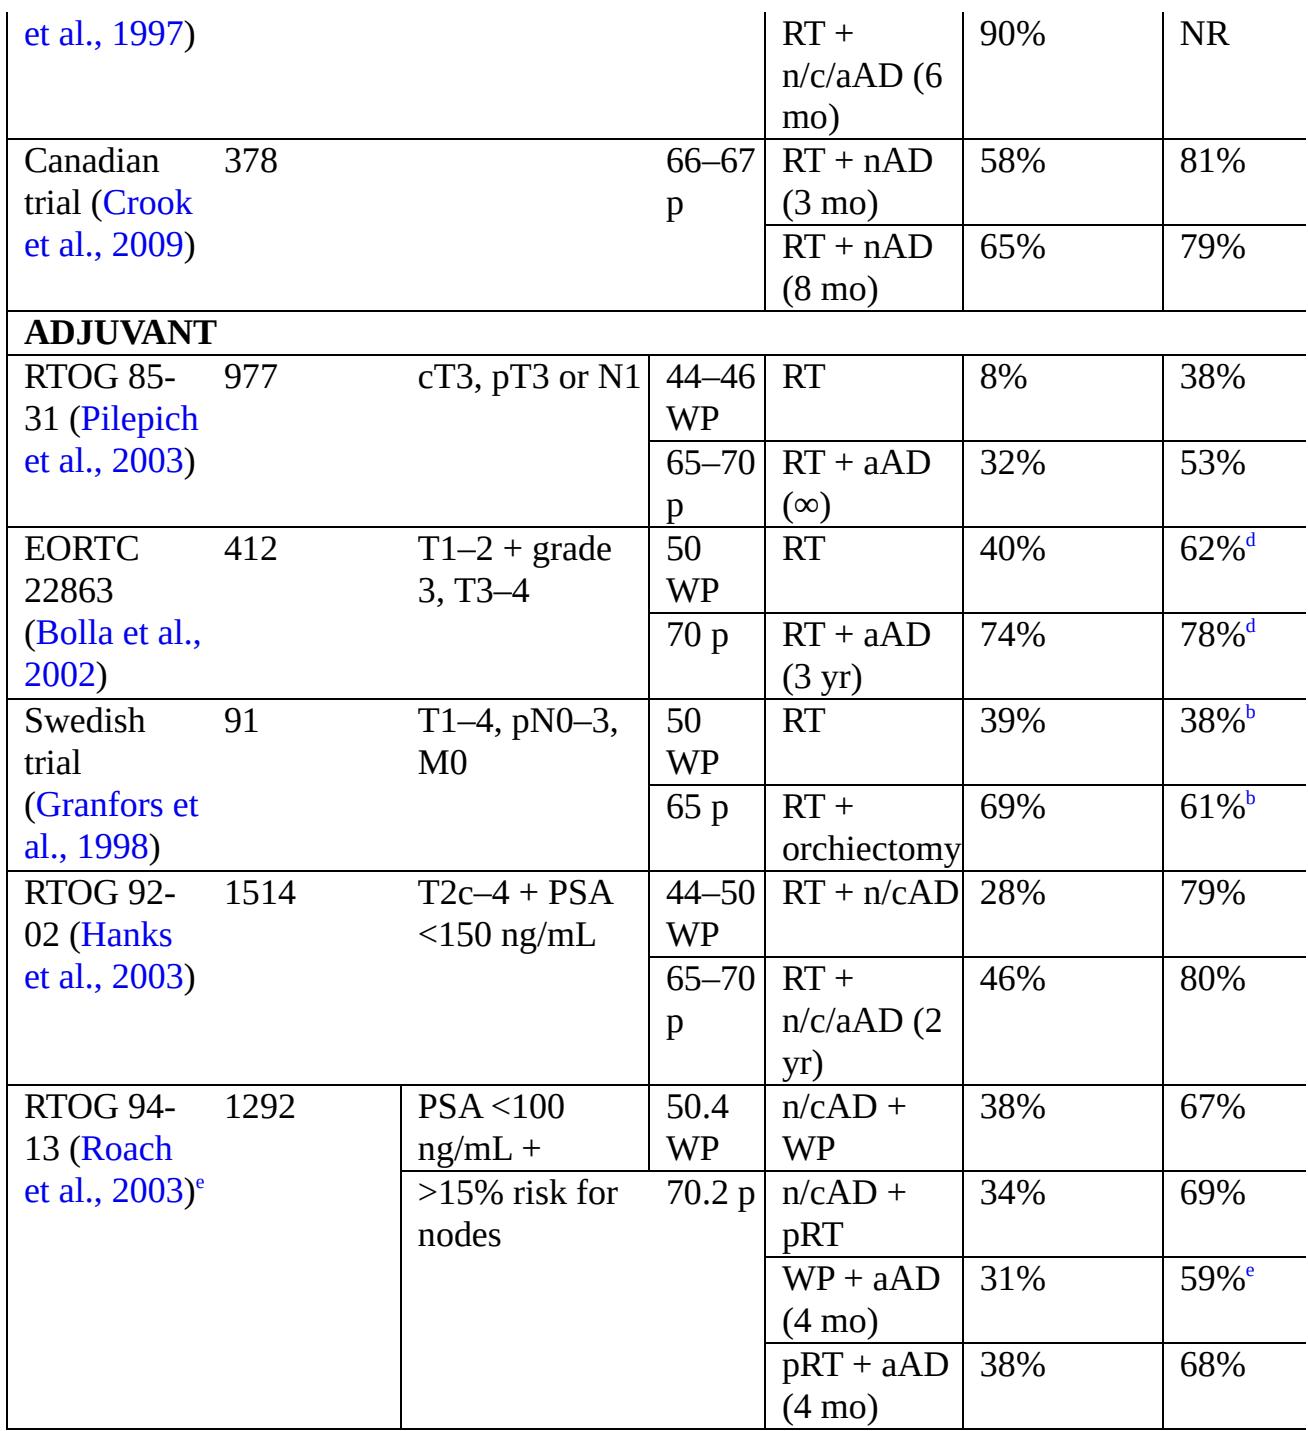 et al., 1997) RT + 90% NR
n/c/aAD (6
mo)
Canadian 378 66–67 RT + nAD 58% 81%
trial (Crook p (3 mo)
et al., 2009) RT + nAD 65% 79%
(8 mo)
ADJUVANT
RTOG 85- 977 cT3, pT3 or N1 44–46 RT 8% 38%
31 (Pilepich WP
et al., 2003) 65–70 RT + aAD 32% 53%
p (∞)
EORTC 412 T1–2 + grade 50 RT 40% 62%d
22863 3, T3–4 WP
(Bolla et al., 70 p RT + aAD 74% 78%d
2002) (3 yr)
Swedish 91 T1–4, pN0–3, 50 RT 39% 38%b
trial M0 WP
(Granfors et 65 p RT + 69% 61%b
al., 1998) orchiectomy
RTOG 92- 1514 T2c–4 + PSA 44–50 RT + n/cAD 28% 79%
02 (Hanks <150 ng/mL WP
et al., 2003) 65–70 RT + 46% 80%
p n/c/aAD (2
yr)
RTOG 94- 1292 PSA <100 50.4 n/cAD + 38% 67%
13 (Roach ng/mL + WP WP
et al., 2003)e >15% risk for 70.2 p n/cAD + 34% 69%
nodes pRT
WP + aAD 31% 59%e
(4 mo)
pRT + aAD 38% 68%
(4 mo)